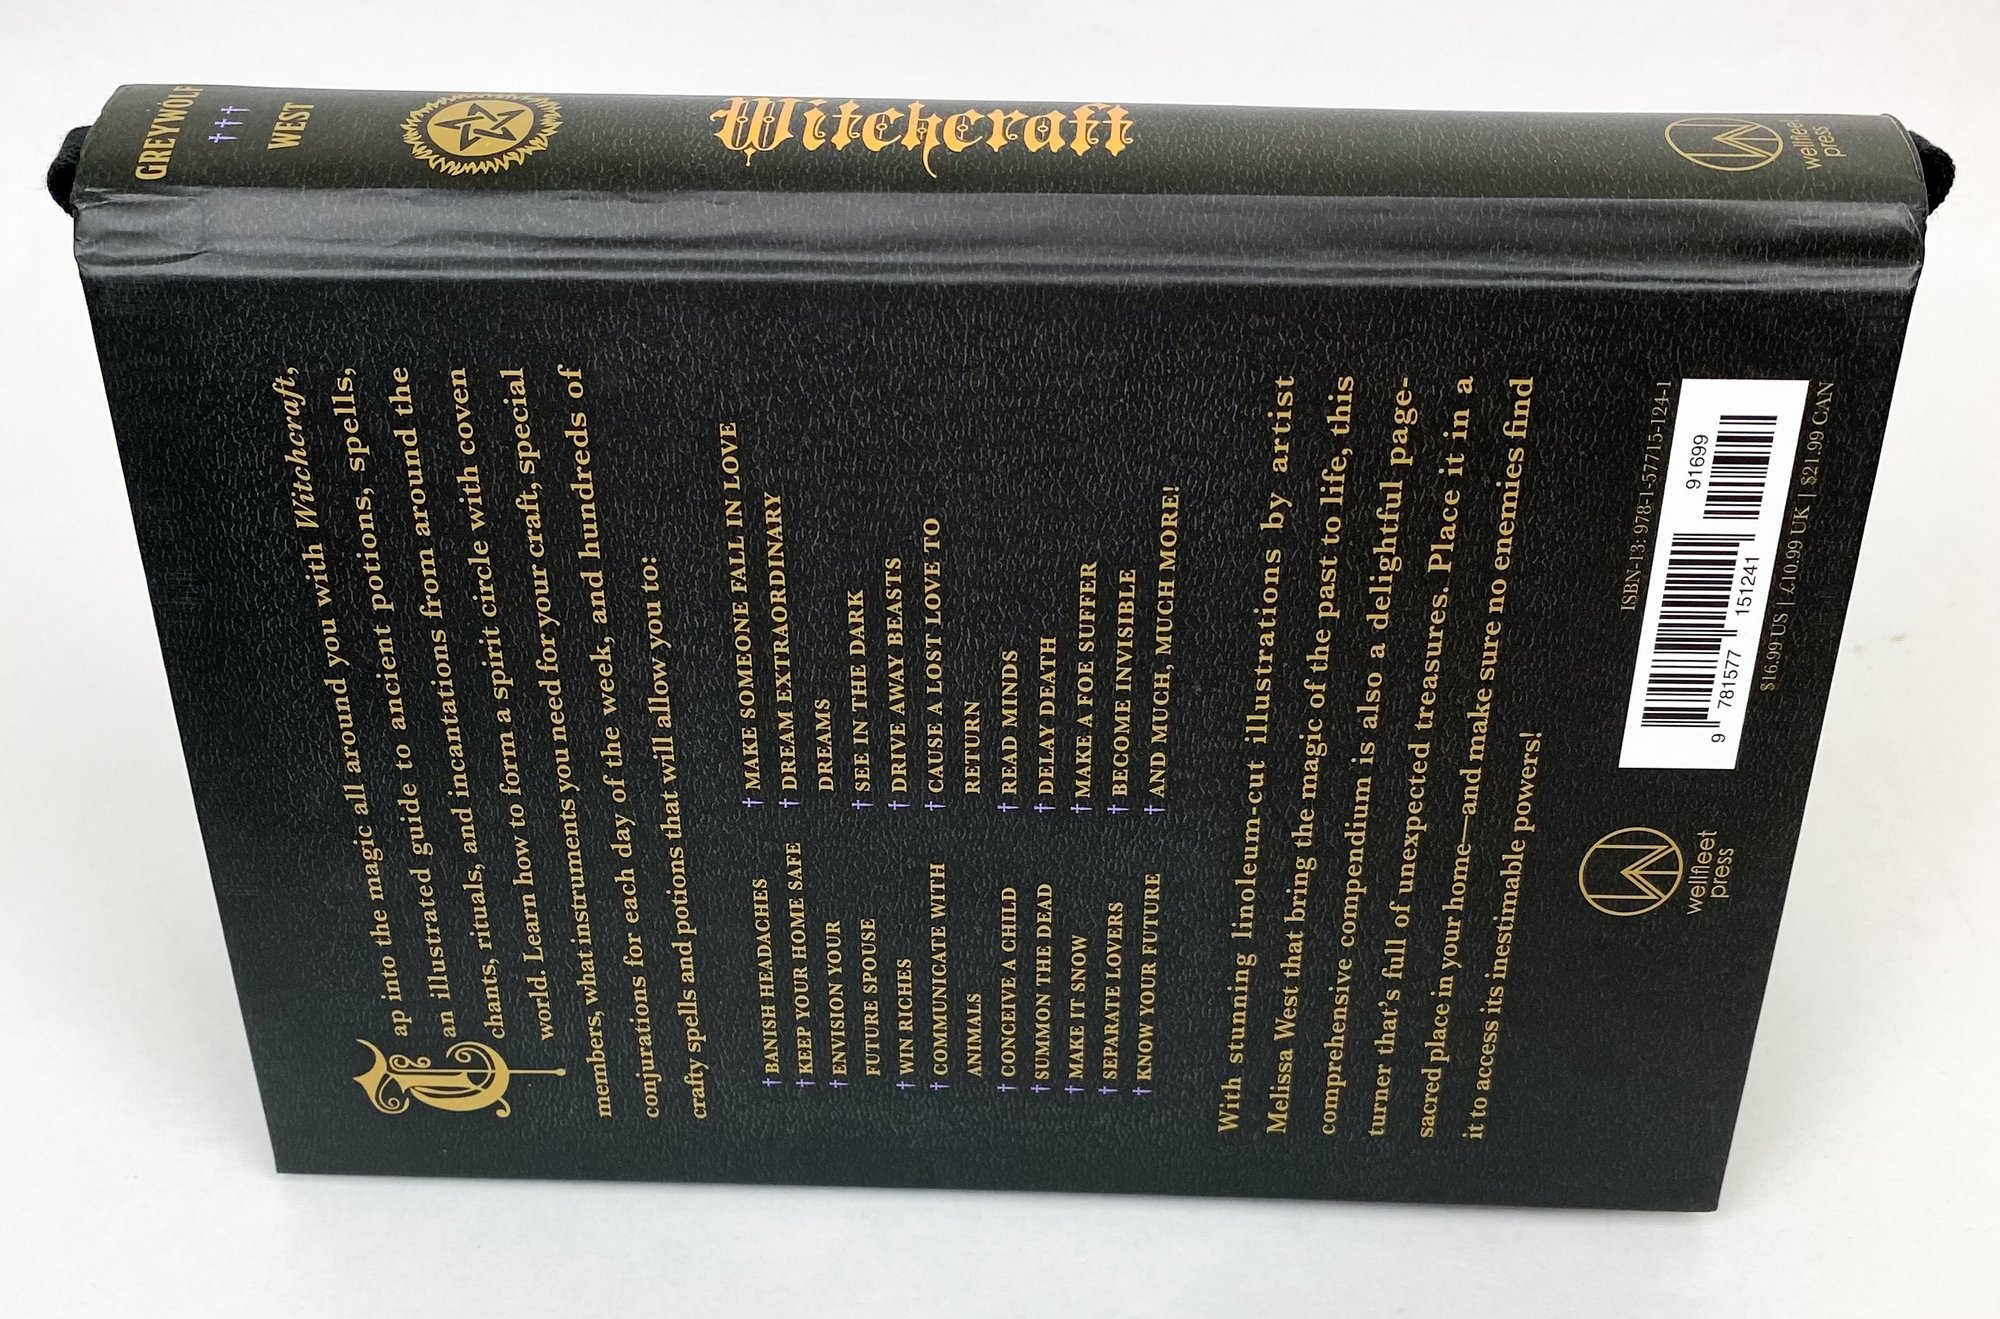 GREYWOLF
†††
WEST
Witchcraft
wellfleet
press
Tap into the magic all around you with Witchcraft,
an illustrated guide to ancient potions, spells,
chants, rituals, and incantations from around the
world. Learn how to form a spirit circle with coven
members, what instruments you need for your craft, special
conjurations for each day of the week, and hundreds of
crafty spells and potions that will allow you to:
† BANISH HEADACHES
† KEEP YOUR HOME SAFE
† ENVISION YOUR
FUTURE SPOUSE
† WIN RICHES
† COMMUNICATE WITH
ANIMALS
† CONCEIVE A CHILD
† SUMMON THE DEAD
† MAKE IT SNOW
† SEPARATE LOVERS
† KNOW YOUR FUTURE
† MAKE SOMEONE FALL IN LOVE
† DREAM EXTRAORDINARY
DREAMS
† SEE IN THE DARK
† DRIVE AWAY BEASTS
† CAUSE A LOST LOVE TO
RETURN
† READ MINDS
† DELAY DEATH
† MAKE A FOE SUFFER
† BECOME INVISIBLE
† AND MUCH, MUCH MORE!
With stunning linoleum-cut illustrations by artist
Melissa West that bring the magic of the past to life, this
comprehensive compendium is also a delightful page-
turner that's full of unexpected treasures. Place it in a
sacred place in your home—and make sure no enemies find
it to access its inestimable powers!
wellfleet
press
ISBN-13: 978-1-57715-124-1
91699
9 781577 151241
$16.99 US | £10.99 UK | $21.99 CAN